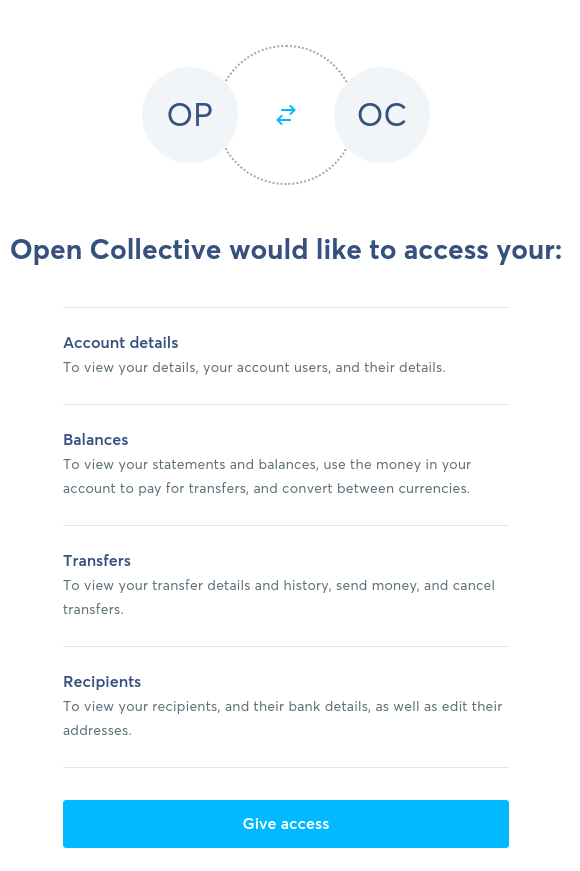 OP OC
Open Collective would like to access your:
Account details
To view your details, your account users, and their details.
Balances
To view your statements and balances, use the money in your
account to pay for transfers, and convert between currencies.
Transfers
To view your transfer details and history, send money, and cancel
transfers.
Recipients
To view your recipients, and their bank details, as well as edit their
addresses.
Give access